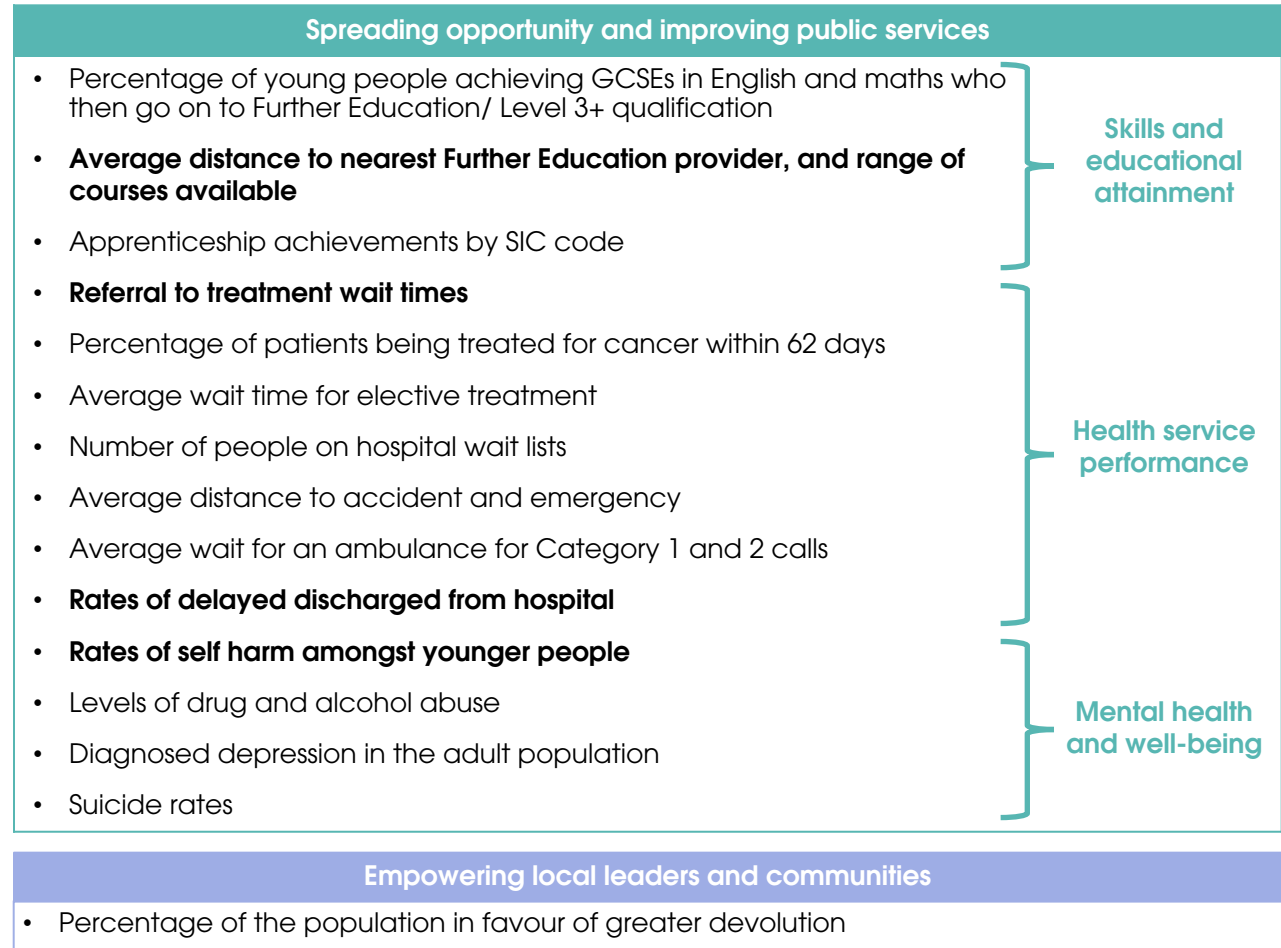 Spreading opportunity and improving public services
• Percentage of young people achieving GCSEs in English and maths who
then go on to Further Education/ Level 3+ qualification
• Average distance to nearest Further Education provider, and range of
courses available
• Apprenticeship achievements by SIC code
Skills and
educational
attainment
• Referral to treatment wait times
• Percentage of patients being treated for cancer within 62 days
• Average wait time for elective treatment
• Number of people on hospital wait lists
• Average distance to accident and emergency
• Average wait for an ambulance for Category 1 and 2 calls
• Rates of delayed discharged from hospital
Health service
performance
• Rates of self harm amongst younger people
• Levels of drug and alcohol abuse
• Diagnosed depression in the adult population
• Suicide rates
Mental health
and well-being
Empowering local leaders and communities
• Percentage of the population in favour of greater devolution